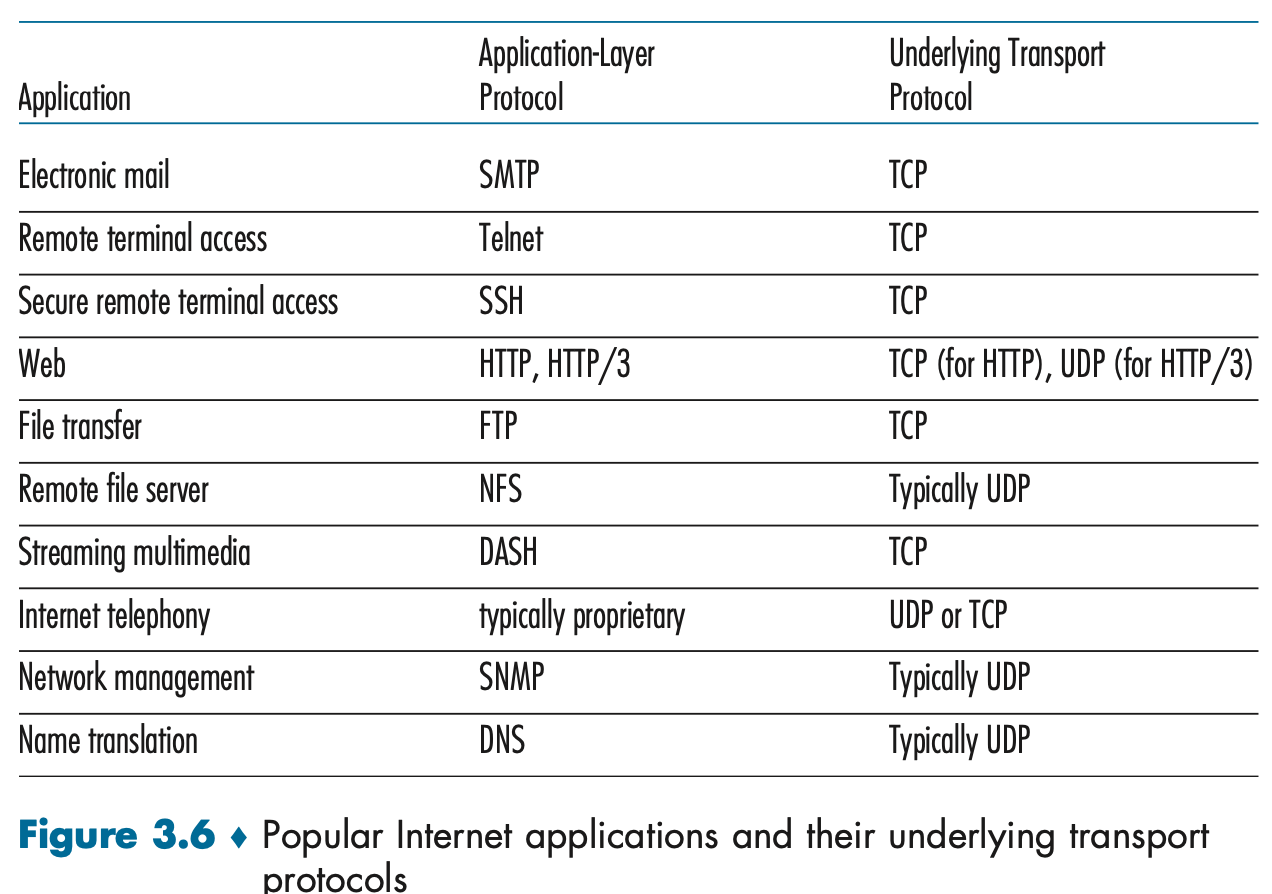 Application-Layer Underlying Transport
Application Protocol Protocol
Electronic mail SMTP TCP
Remote terminal access Telnet TCP
Secure remote terminal access SSH TCP
Web HTTP, HTTP/3 TCP (for HTTP), UDP (for HTTP/3)
File transfer FTP TCP
Remote file server NFS Typically UDP
Streaming multimedia DASH TCP
Internet telephony typically proprietary UDP or TCP
Network management SNMP Typically UDP
Name translation DNS Typically UDP
Figure 3.6 ♦ Popular Internet applications and their underlying transport
protocols